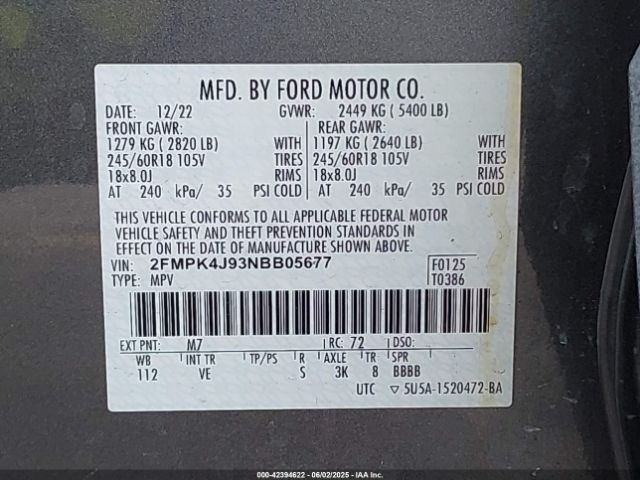 MFD. BY FORD MOTOR CO.
DATE: 12/22 GVWR: 2449 KG ( 5400 LB)
FRONT GAWR: REAR GAWR:
1279 KG ( 2820 LB) WITH 1197 KG ( 2640 LB) WITH
245/60R18 105V TIRES 245/60R18 105V TIRES
18x8.0J RIMS 18x8.0J RIMS
AT 240 kPa/ 35 PSI COLD AT 240 kPa/ 35 PSI COLD
THIS VEHICLE CONFORMS TO ALL APPLICABLE FEDERAL MOTOR
VEHICLE SAFETY AND THEFT PREVENTION STANDARDS IN
EFFECT ON THE DATE OF MANUFACTURE SHOWN ABOVE.
VIN: 2FMPK4J93NBB05677 F0125
TYPE: MPV T0386
EXT PNT: M7 RC: 72 DSO:
WB INT TR TP/PS R AXLE TR SPR
112 VE S 3K 8 BBBB
UTC 5U5A-1520472-BA
000-42394622 - 06/02/2025 - IAAI.COM